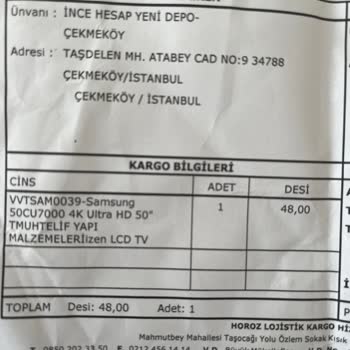 Ünvanı : İNCE HESAP YENİ DEPO-
ÇEKMEKÖY
Adresi : TAŞDELEN MH. ATABEY CAD NO:9 34788
ÇEKMEKÖY/İSTANBUL
ÇEKMEKÖY / İSTANBUL
KARGO BİLGİLERİ
CİNS ADET DESİ
VVTSAM0039-Samsung 1 48,00
50CU7000 4K Ultra HD 50"
TMUHTELİF YAPI
MALZEMELERİizen LCD TV
TOPLAM Desi: 48,00 Adet: 1
HOROZ LOJİSTİK KARGO Hİ
Mahmutbey Mahallesi Taşocağı Yolu Özlem Sokak Kısık